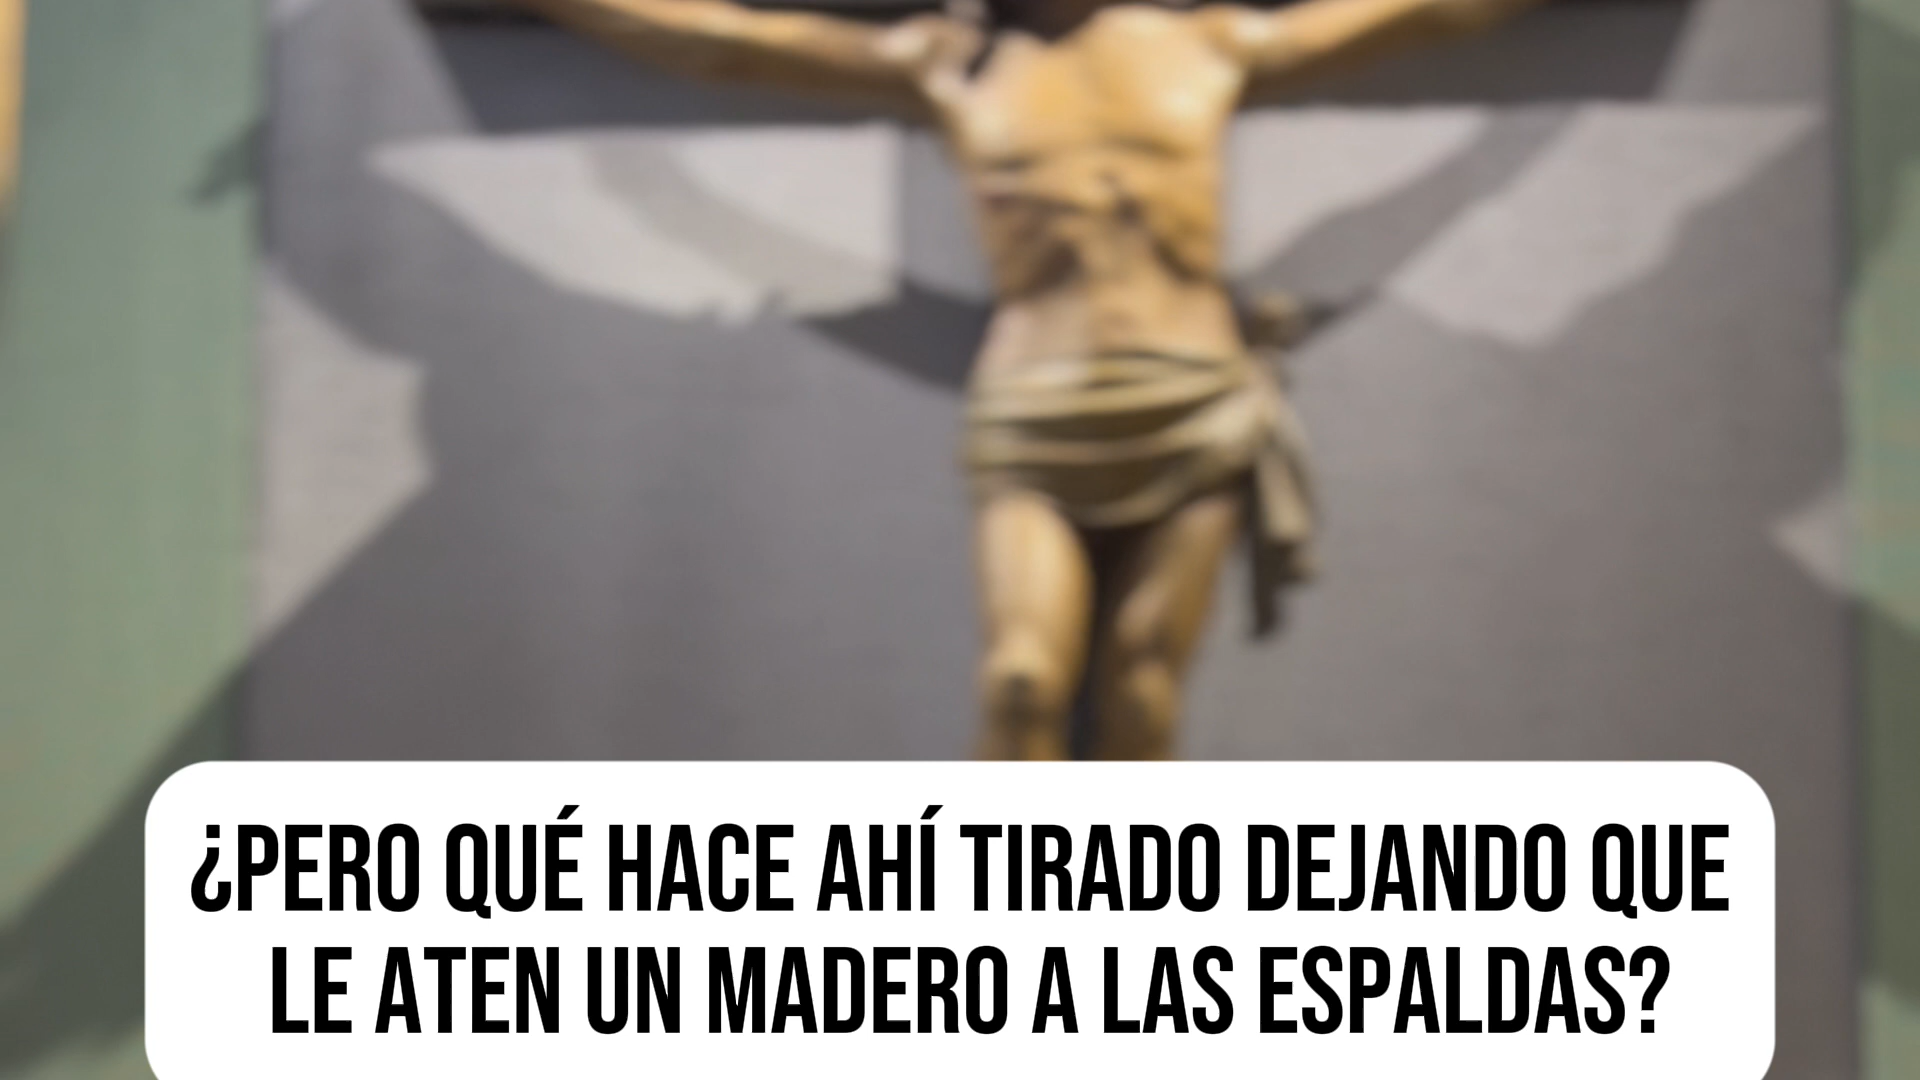 ¿PERO QUÉ HACE AHÍ TIRADO DEJANDO QUE
LE ATEN UN MADERO A LAS ESPALDAS?